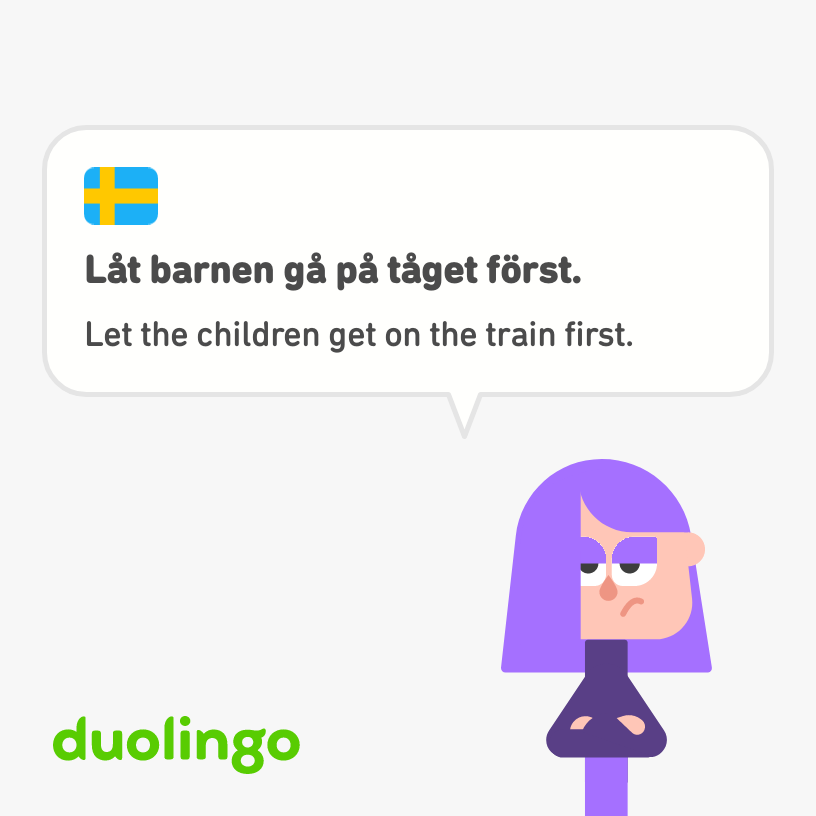 Låt barnen gå på tåget först.
Let the children get on the train first.
duolingo